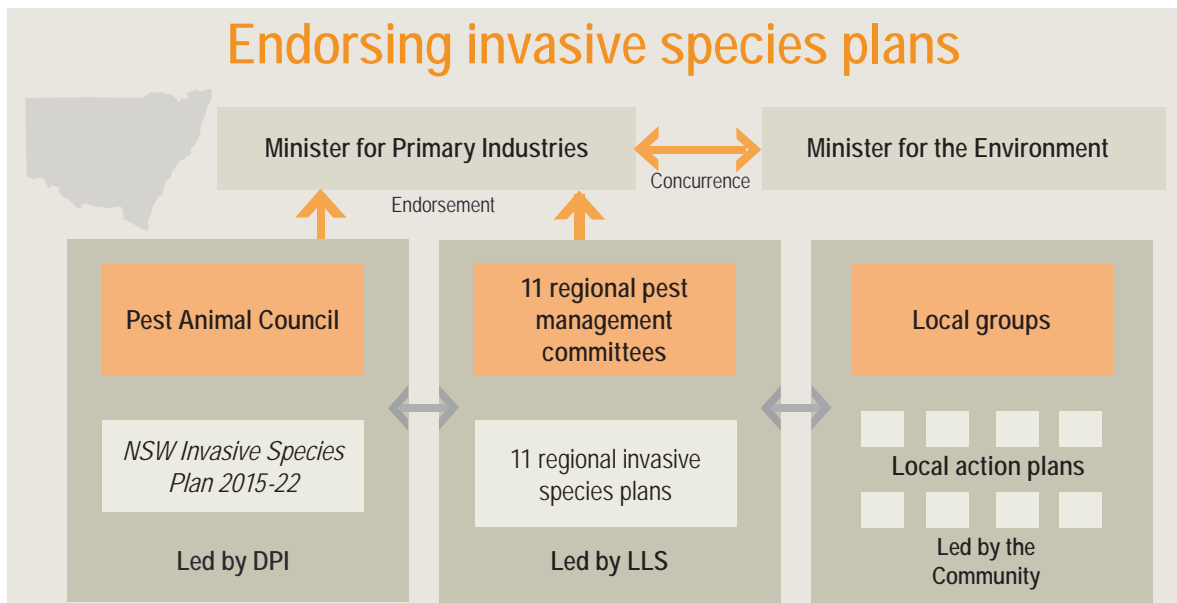 Endorsing invasive species plans
Minister for Primary Industries
Minister for the Environment
Concurrence
Endorsement
Pest Animal Council
NSW Invasive Species
Plan 2015-22
Led by DPI
11 regional pest
management
committees
11 regional invasive
species plans
Led by LLS
Local groups
Local action plans
Led by the
Community